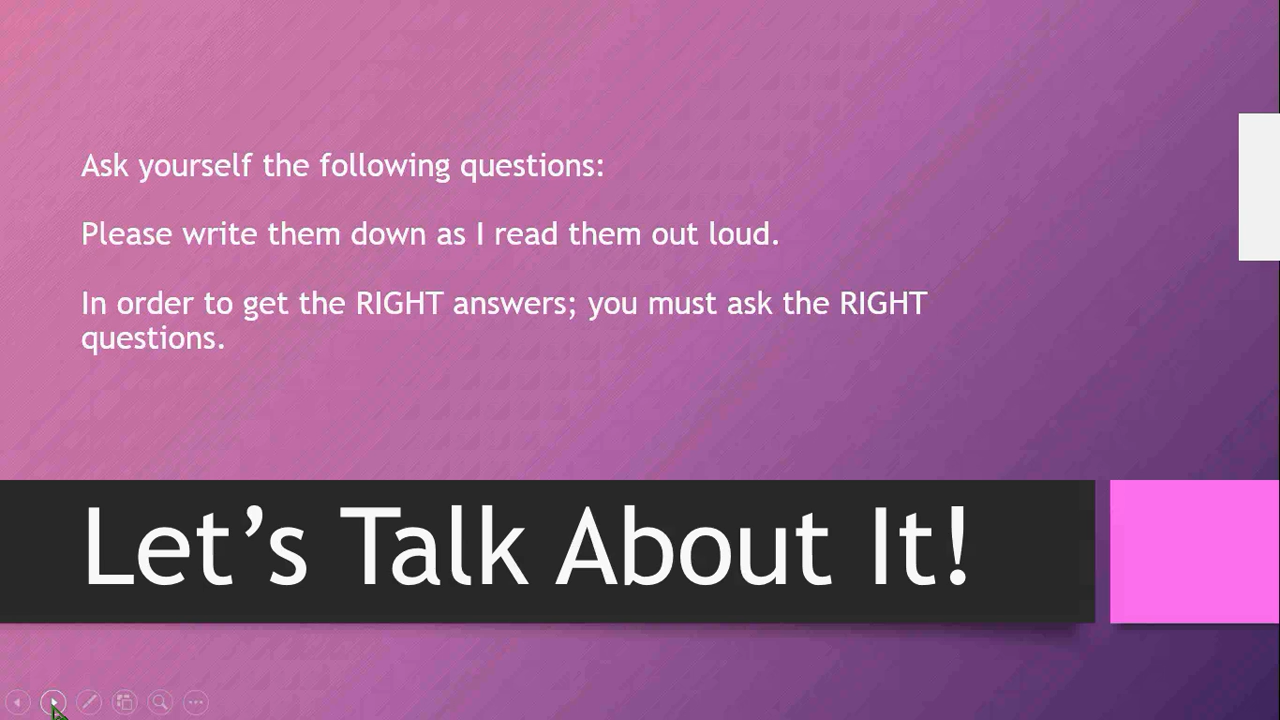 Ask yourself the following questions:
Please write them down as I read them out loud.
In order to get the RIGHT answers; you must ask the RIGHT
questions.
Let’s Talk About It!